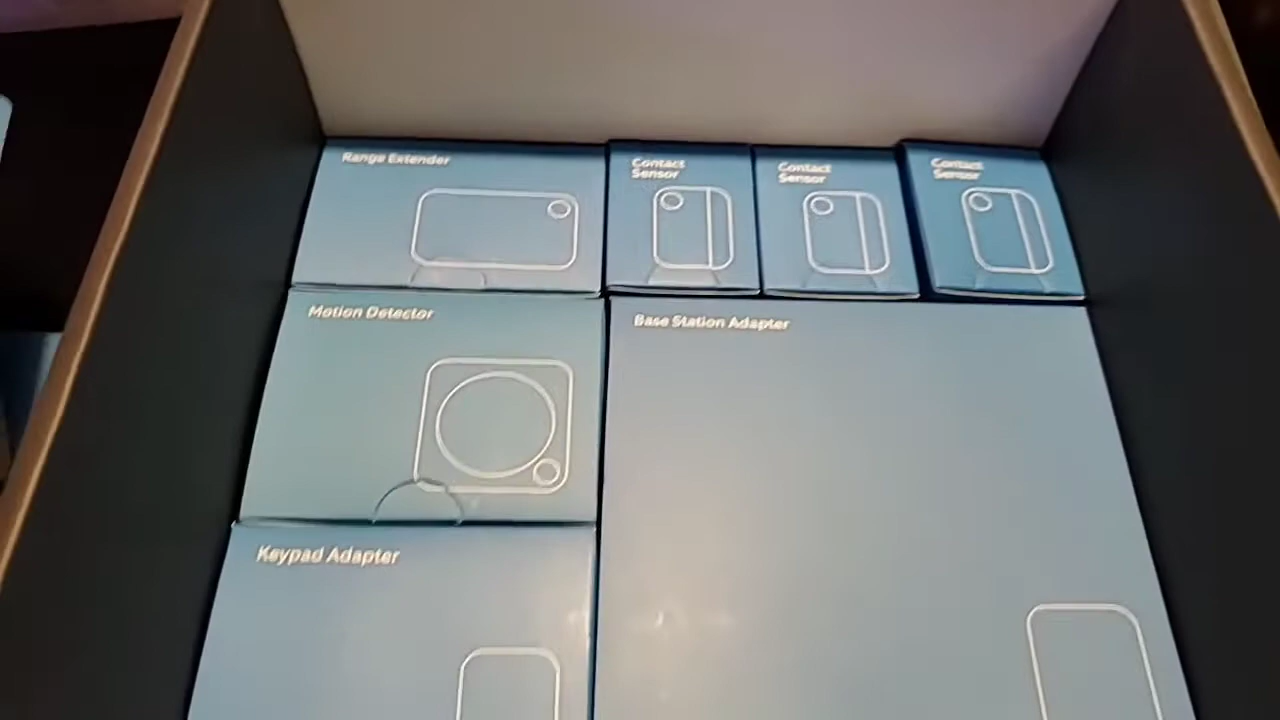 Range Extender
Contact
Sensor
Contact
Sensor
Contact
Sensor
Motion Detector
Base Station Adapter
Keypad Adapter